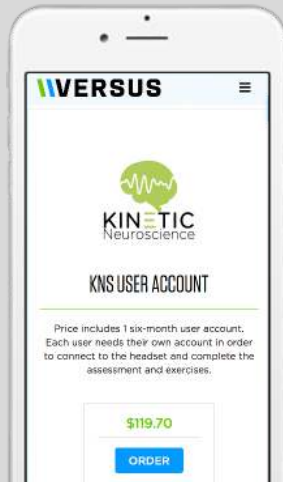 VERSUS
KINETIC
Neuroscience
KNS USER ACCOUNT
Price includes 1 six-month user account.
Each user needs their own account in order
to connect to the headset and complete the
assessment and exercises.
$119.70
ORDER